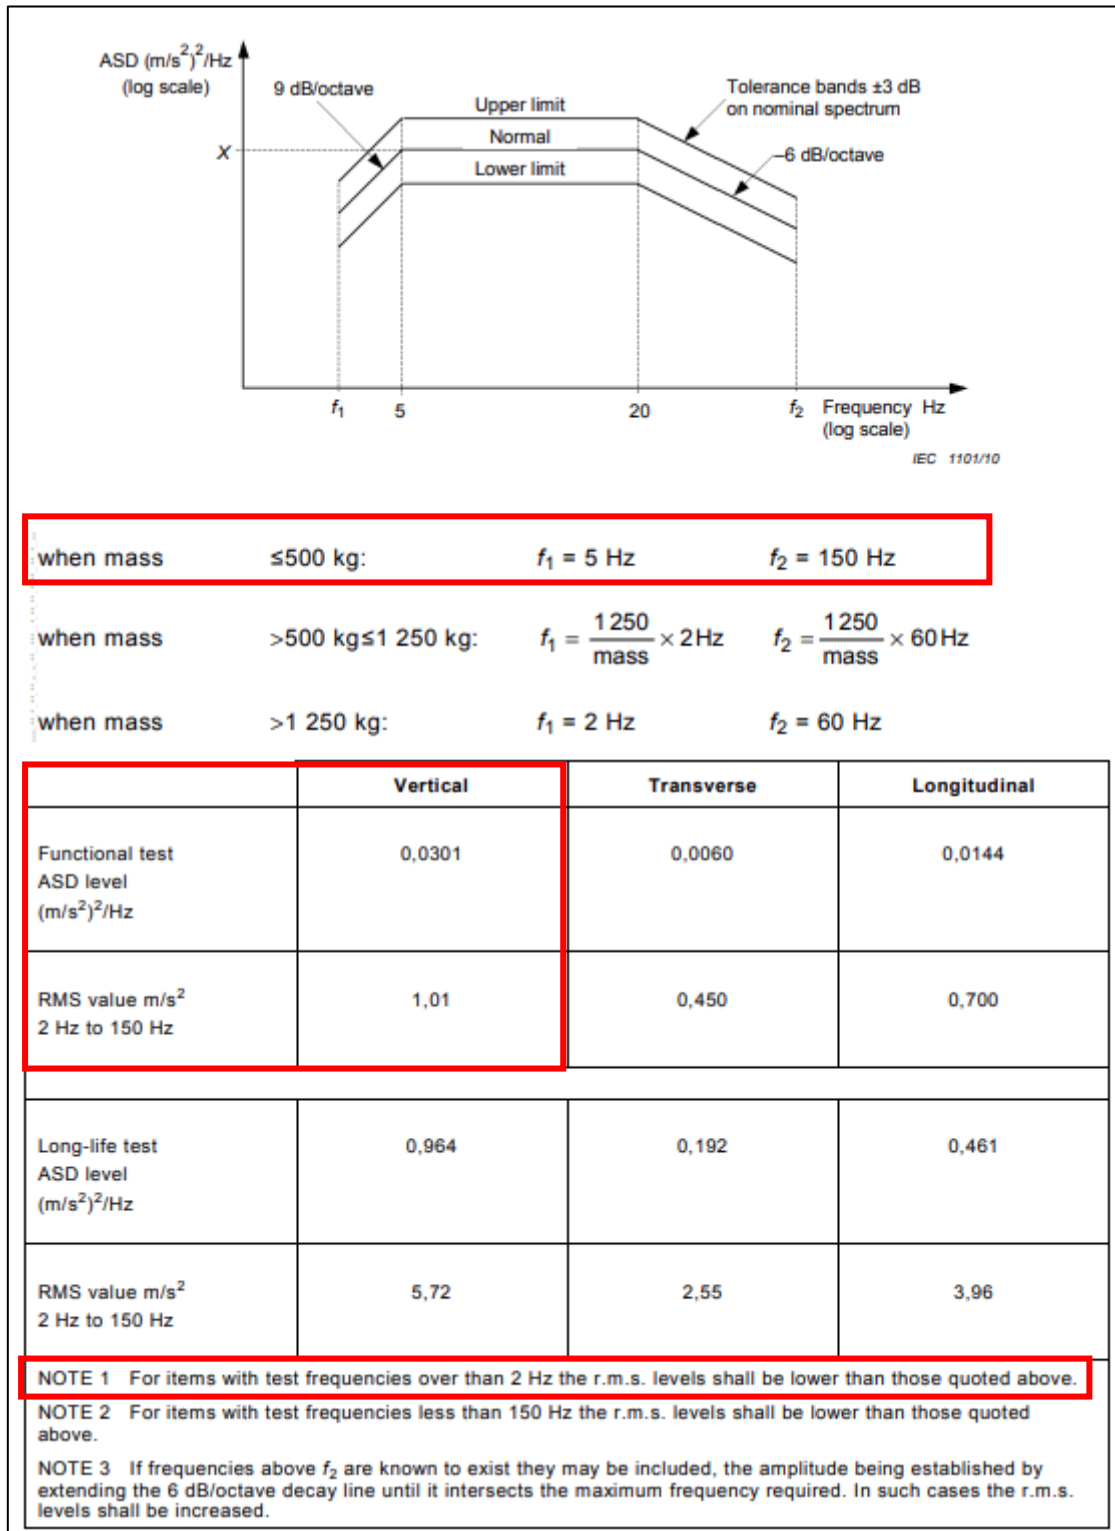 ASD (m/s²)²/Hz
(log scale)
9 dB/octave
Upper limit
Tolerance bands ±3 dB
on nominal spectrum
Normal
X
–6 dB/octave
Lower limit
f₁
5
20
f₂
Frequency Hz
(log scale)
IEC 1101/10
when mass ≤500 kg: f₁ = 5 Hz f₂ = 150 Hz
when mass >500 kg≤1 250 kg: f₁ = 1250/mass × 2Hz f₂ = 1250/mass × 60Hz
when mass >1 250 kg: f₁ = 2 Hz f₂ = 60 Hz
Vertical Transverse Longitudinal
Functional test 0,0301 0,0060 0,0144
ASD level
(m/s²)²/Hz
RMS value m/s² 1,01 0,450 0,700
2 Hz to 150 Hz
Long-life test 0,964 0,192 0,461
ASD level
(m/s²)²/Hz
RMS value m/s² 5,72 2,55 3,96
2 Hz to 150 Hz
NOTE 1 For items with test frequencies over than 2 Hz the r.m.s. levels shall be lower than those quoted above.
NOTE 2 For items with test frequencies less than 150 Hz the r.m.s. levels shall be lower than those quoted
above.
NOTE 3 If frequencies above f₂ are known to exist they may be included, the amplitude being established by
extending the 6 dB/octave decay line until it intersects the maximum frequency required. In such cases the r.m.s.
levels shall be increased.